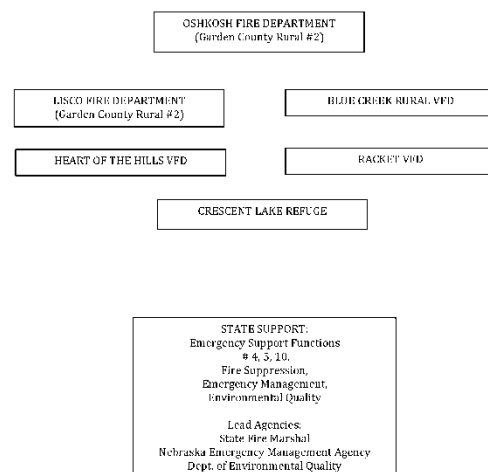 OSHKOSH FIRE DEPARTMENT
(Garden County Rural #2)
LISCO FIRE DEPARTMENT
(Garden County Rural #2)
BLUE CREEK RURAL VFD
HEART OF THE HILLS VFD
RACKET VFD
CRESCENT LAKE REFUGE
STATE SUPPORT:
Emergency Support Functions
# 4, 5, 10.
Fire Suppression,
Emergency Management,
Environmental Quality
Lead Agencies:
State Fire Marshal
Nebraska Emergency Management Agency
Dept. of Environmental Quality